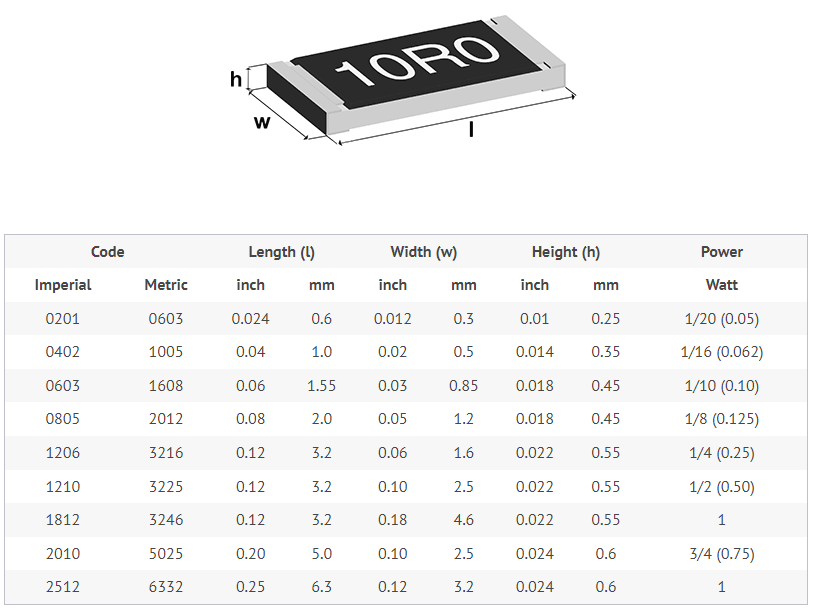 10R0
h
w
l
Code Length (l) Width (w) Height (h) Power
Imperial Metric inch mm inch mm inch mm Watt
0201 0603 0.024 0.6 0.012 0.3 0.01 0.25 1/20 (0.05)
0402 1005 0.04 1.0 0.02 0.5 0.014 0.35 1/16 (0.062)
0603 1608 0.06 1.55 0.03 0.85 0.018 0.45 1/10 (0.10)
0805 2012 0.08 2.0 0.05 1.2 0.018 0.45 1/8 (0.125)
1206 3216 0.12 3.2 0.06 1.6 0.022 0.55 1/4 (0.25)
1210 3225 0.12 3.2 0.10 2.5 0.022 0.55 1/2 (0.50)
1812 3246 0.12 3.2 0.18 4.6 0.022 0.55 1
2010 5025 0.20 5.0 0.10 2.5 0.024 0.6 3/4 (0.75)
2512 6332 0.25 6.3 0.12 3.2 0.024 0.6 1